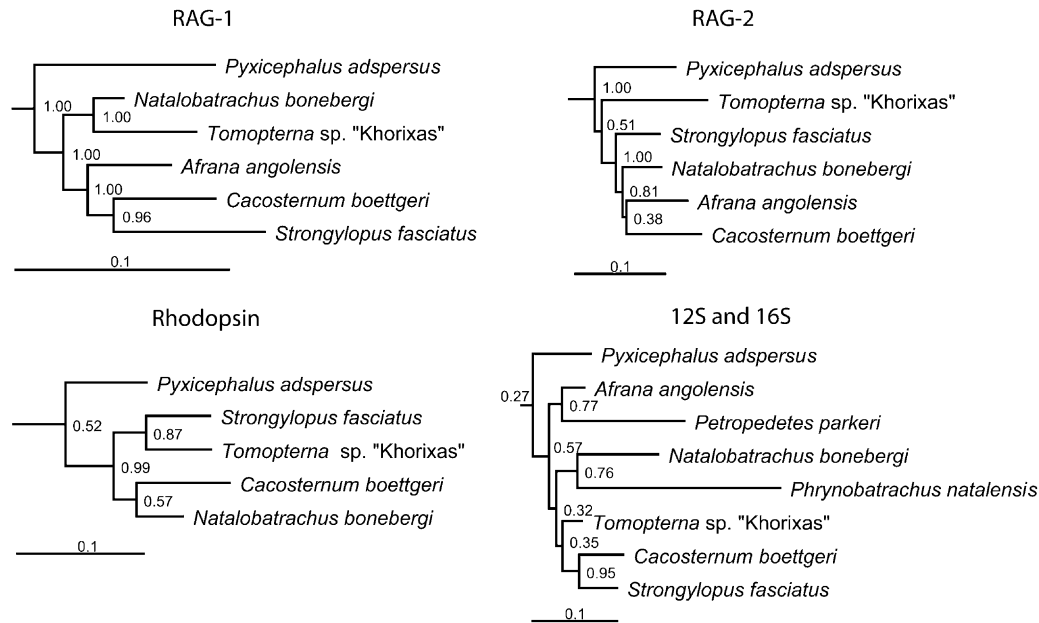 RAG-1
Pyxicephalus adspersus
1.00
Natalobatrachus bonebergi
1.00
Tomopterna sp. "Khorixas"
1.00
Afrana angolensis
1.00
Cacosternum boettgeri
0.96
Strongylopus fasciatus
0.1
RAG-2
Pyxicephalus adspersus
1.00
Tomopterna sp. "Khorixas"
0.51
Strongylopus fasciatus
1.00
Natalobatrachus bonebergi
0.81
Afrana angolensis
0.38
Cacosternum boettgeri
0.1
Rhodopsin
Pyxicephalus adspersus
0.52
Strongylopus fasciatus
0.87
Tomopterna sp. "Khorixas"
0.99
Cacosternum boettgeri
0.57
Natalobatrachus bonebergi
0.1
12S and 16S
Pyxicephalus adspersus
0.27
Afrana angolensis
0.77
Petropedetes parkeri
0.57
Natalobatrachus bonebergi
0.76
Phrynobatrachus natalensis
0.32
Tomopterna sp. "Khorixas"
0.35
Cacosternum boettgeri
0.95
Strongylopus fasciatus
0.1